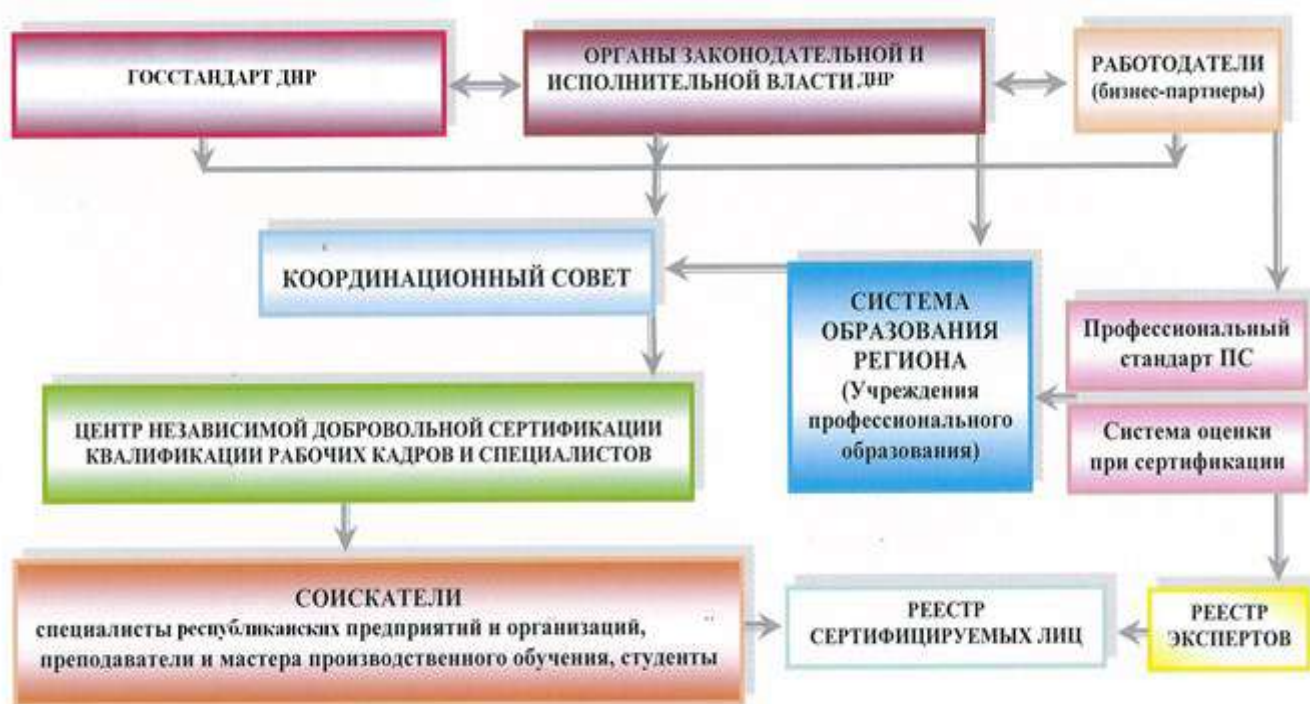 ГОССТАНДАРТ ДНР
ОРГАНЫ ЗАКОНОДАТЕЛЬНОЙ И
ИСПОЛНИТЕЛЬНОЙ ВЛАСТИ ДНР
РАБОТОДАТЕЛИ
(бизнес-партнеры)
КООРДИНАЦИОННЫЙ СОВЕТ
СИСТЕМА
ОБРАЗОВАНИЯ
РЕГИОНА
(Учреждения
профессионального
образования)
Профессиональный
стандарт ПС
Система оценки
при сертификации
ЦЕНТР НЕЗАВИСИМОЙ ДОБРОВОЛЬНОЙ СЕРТИФИКАЦИИ
КВАЛИФИКАЦИИ РАБОЧИХ КАДРОВ И СПЕЦИАЛИСТОВ
СОИСКАТЕЛИ
специалисты республиканских предприятий и организаций,
преподаватели и мастера производственного обучения, студенты
РЕЕСТР
СЕРТИФИЦИРУЕМЫХ ЛИЦ
РЕЕСТР
ЭКСПЕРТОВ